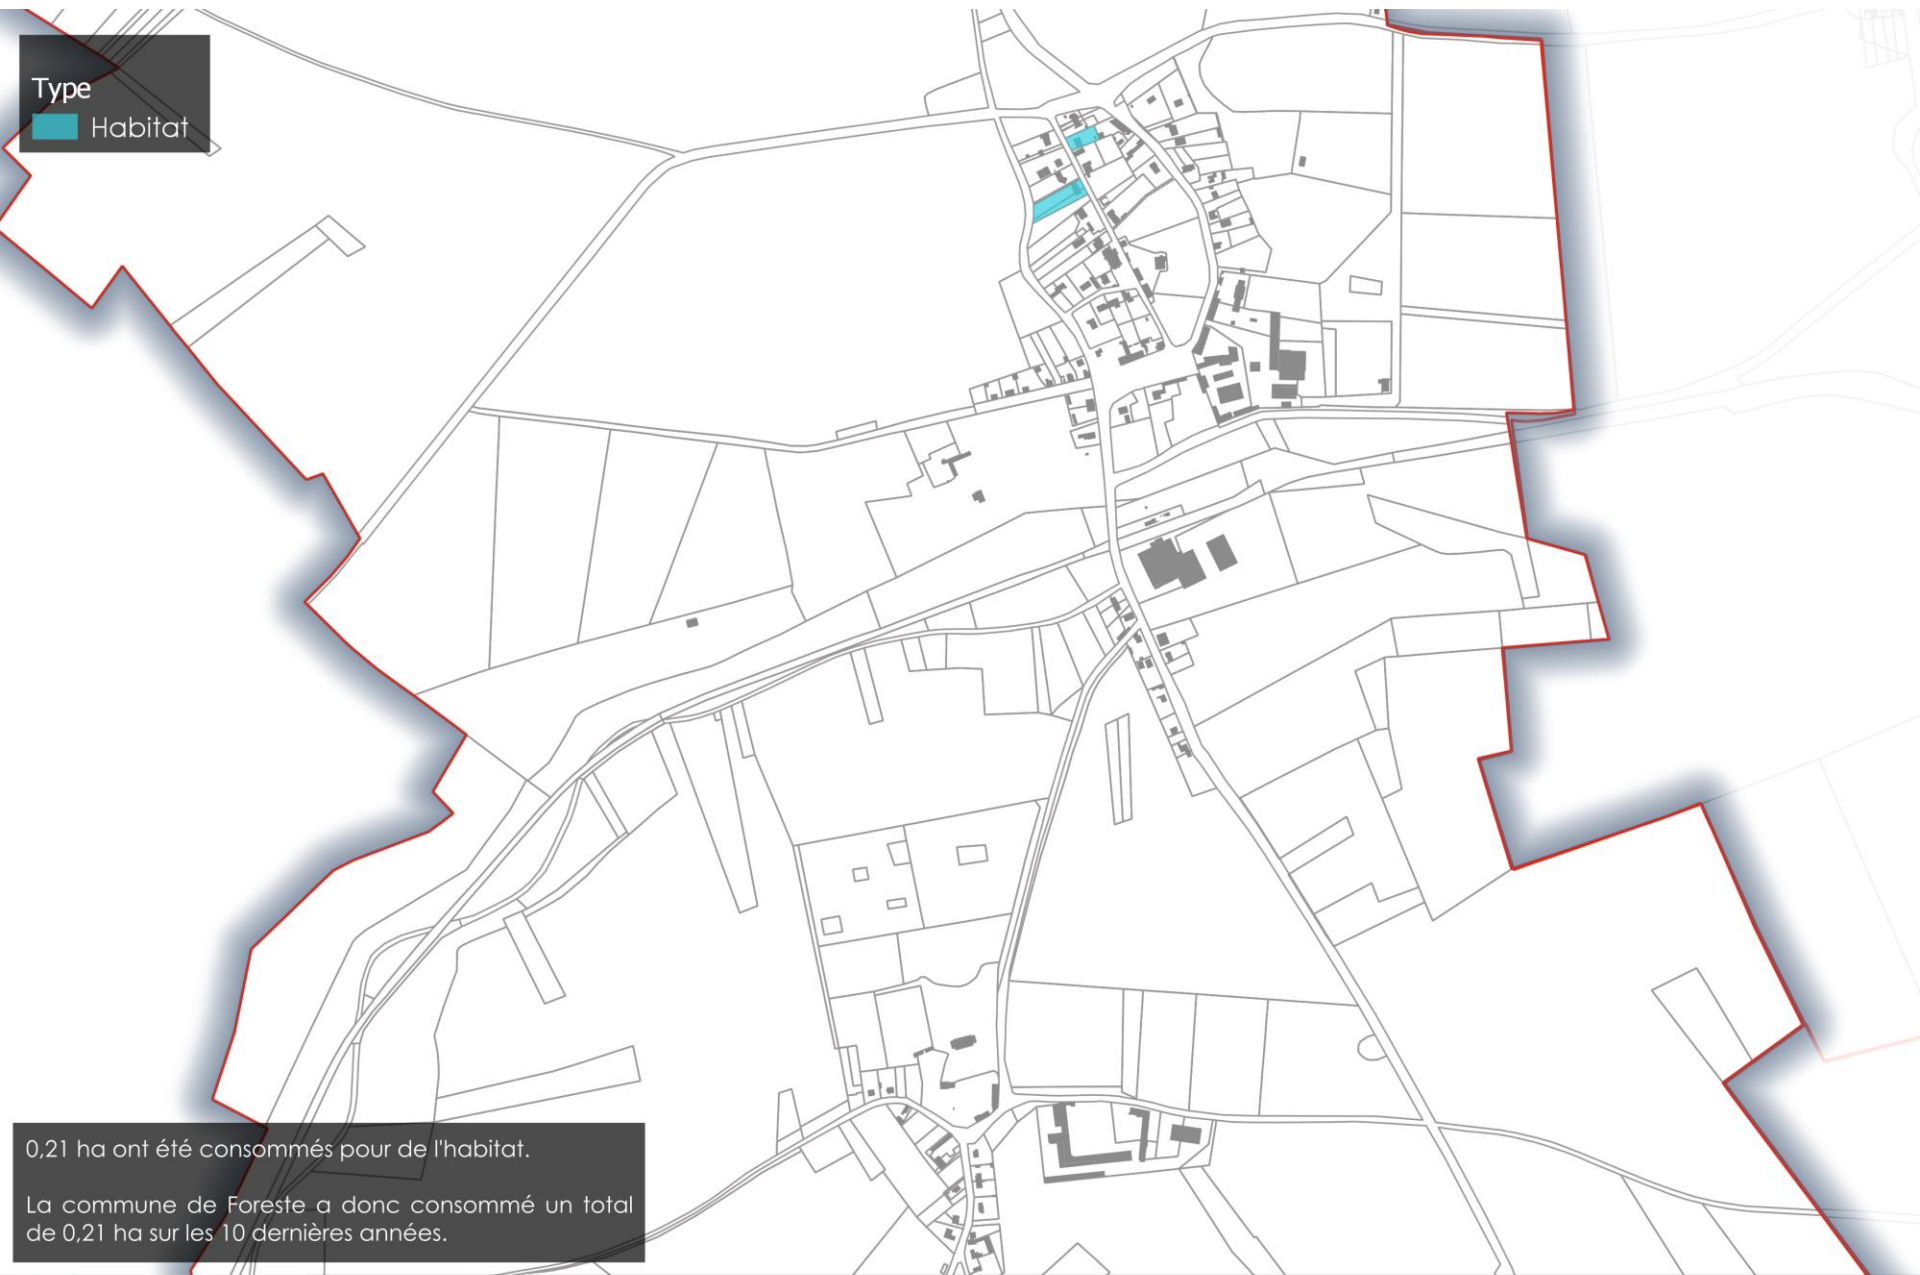 Type
Habitat
0,21 ha ont été consommés pour de l'habitat.
La commune de Foreste a donc consommé un total
de 0,21 ha sur les 10 dernières années.